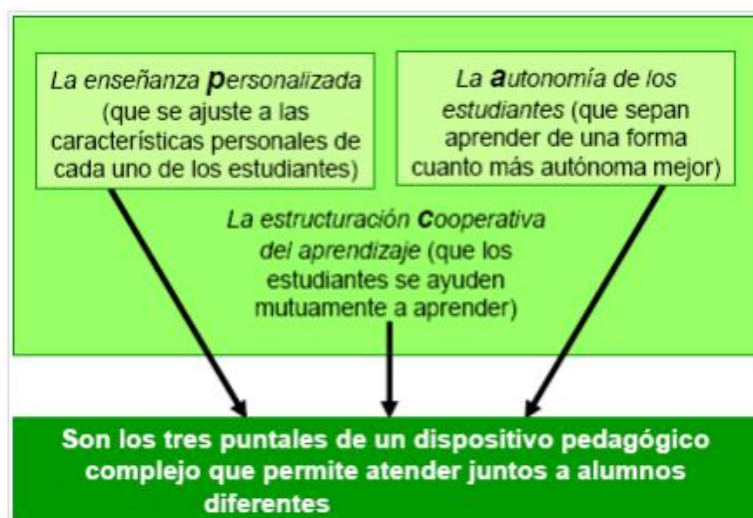 La enseñanza personalizada
(que se ajuste a las
características personales de
cada uno de los estudiantes)
La autonomía de los
estudiantes (que sepan
aprender de una forma
cuanto más autónoma mejor)
La estructuración cooperativa
del aprendizaje (que los
estudiantes se ayuden
mutuamente a aprender)
Son los tres puntales de un dispositivo pedagógico
complejo que permite atender juntos a alumnos
diferentes